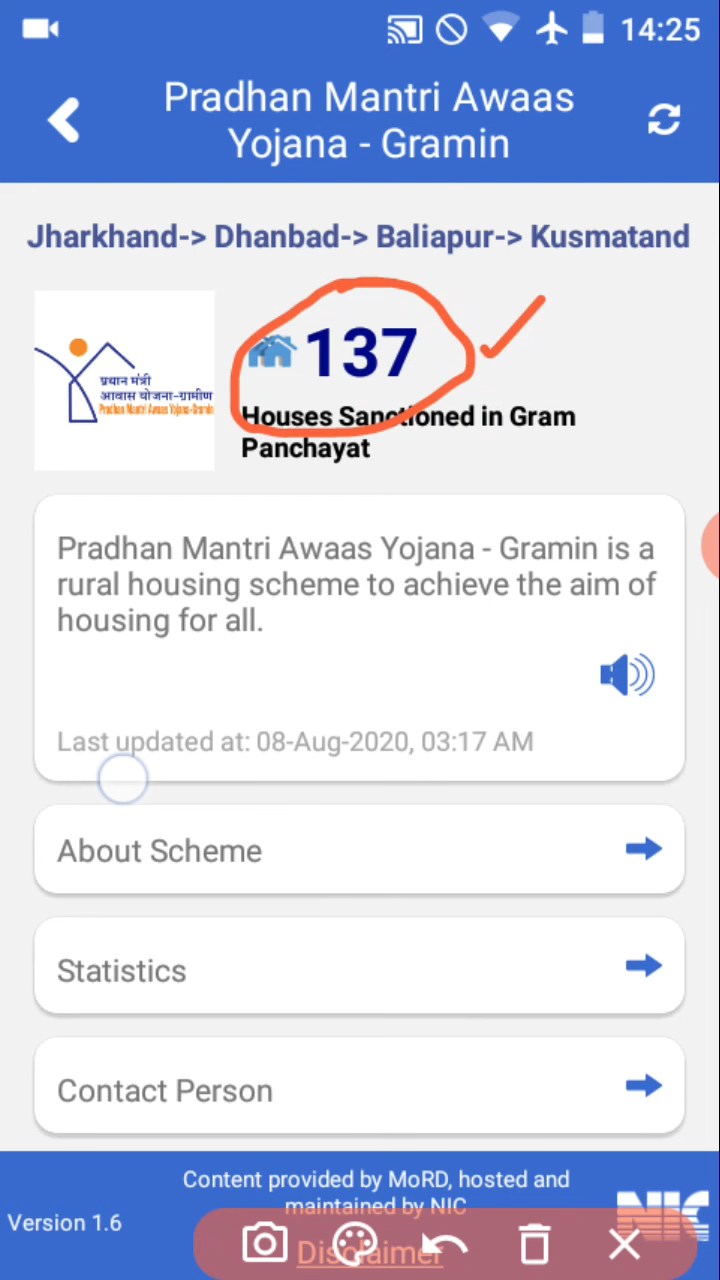 14:25
Pradhan Mantri Awaas
Yojana - Gramin
Jharkhand-> Dhanbad-> Baliapur-> Kusmatand
प्रधान मंत्री
आवास योजना-ग्रामीण
Pradhan Mantri Awaas Yojana-Gramin
137
Houses Sanctioned in Gram
Panchayat
Pradhan Mantri Awaas Yojana - Gramin is a
rural housing scheme to achieve the aim of
housing for all.
Last updated at: 08-Aug-2020, 03:17 AM
About Scheme
Statistics
Contact Person
Content provided by MoRD, hosted and
maintained by NIC
Version 1.6
NIC
Disclaimer